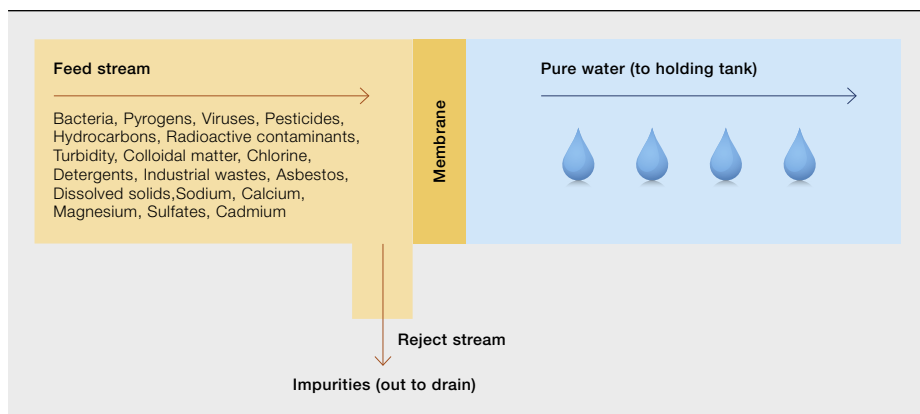 Feed stream
Bacteria, Pyrogens, Viruses, Pesticides,
Hydrocarbons, Radioactive contaminants,
Turbidity, Colloidal matter, Chlorine,
Detergents, Industrial wastes, Asbestos,
Dissolved solids,Sodium, Calcium,
Magnesium, Sulfates, Cadmium
Membrane
Pure water (to holding tank)
Reject stream
Impurities (out to drain)